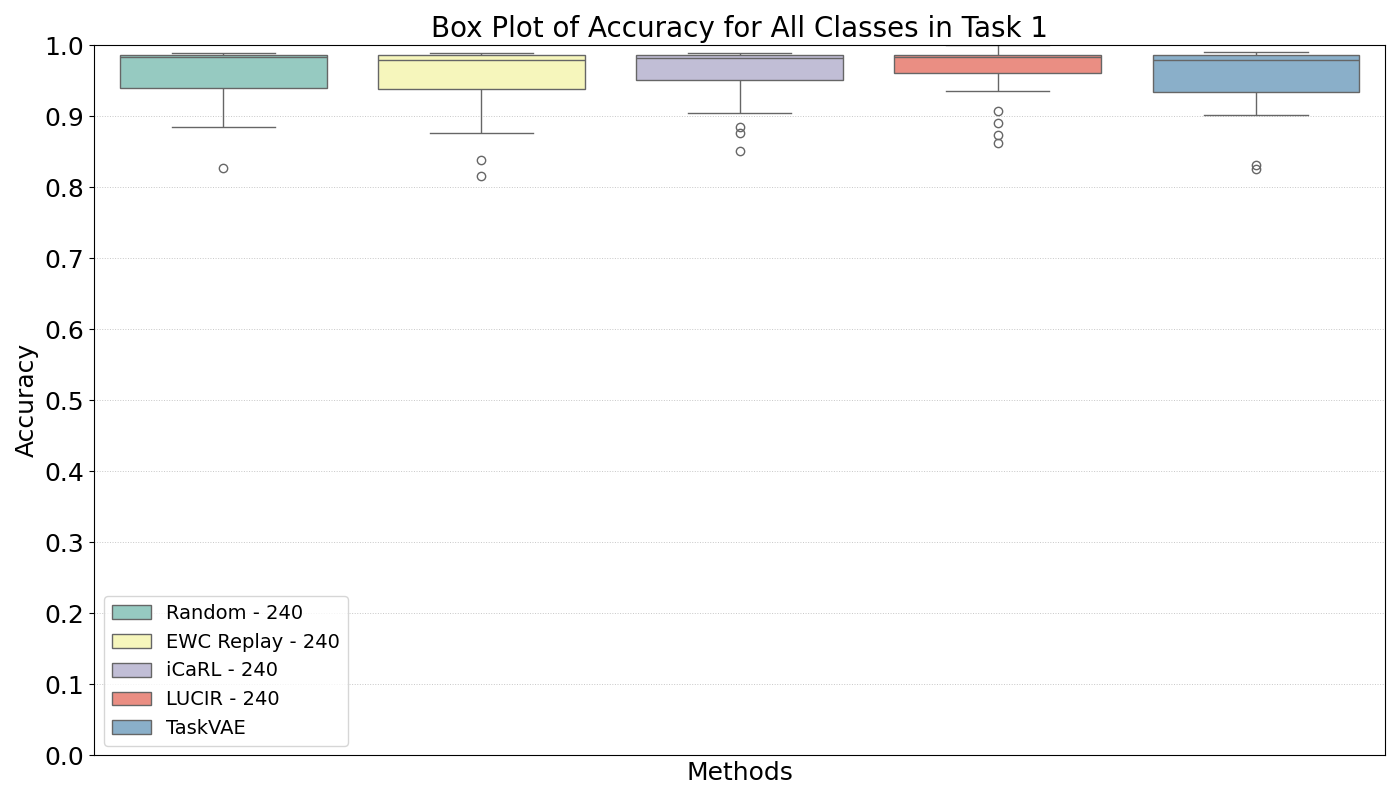 Box Plot of Accuracy for All Classes in Task 1
1.0
0.9
0.8
0.7
0.6
0.5
0.4
0.3
0.2
0.1
0.0
Accuracy
Random - 240
EWC Replay - 240
iCaRL - 240
LUCIR - 240
TaskVAE
Methods